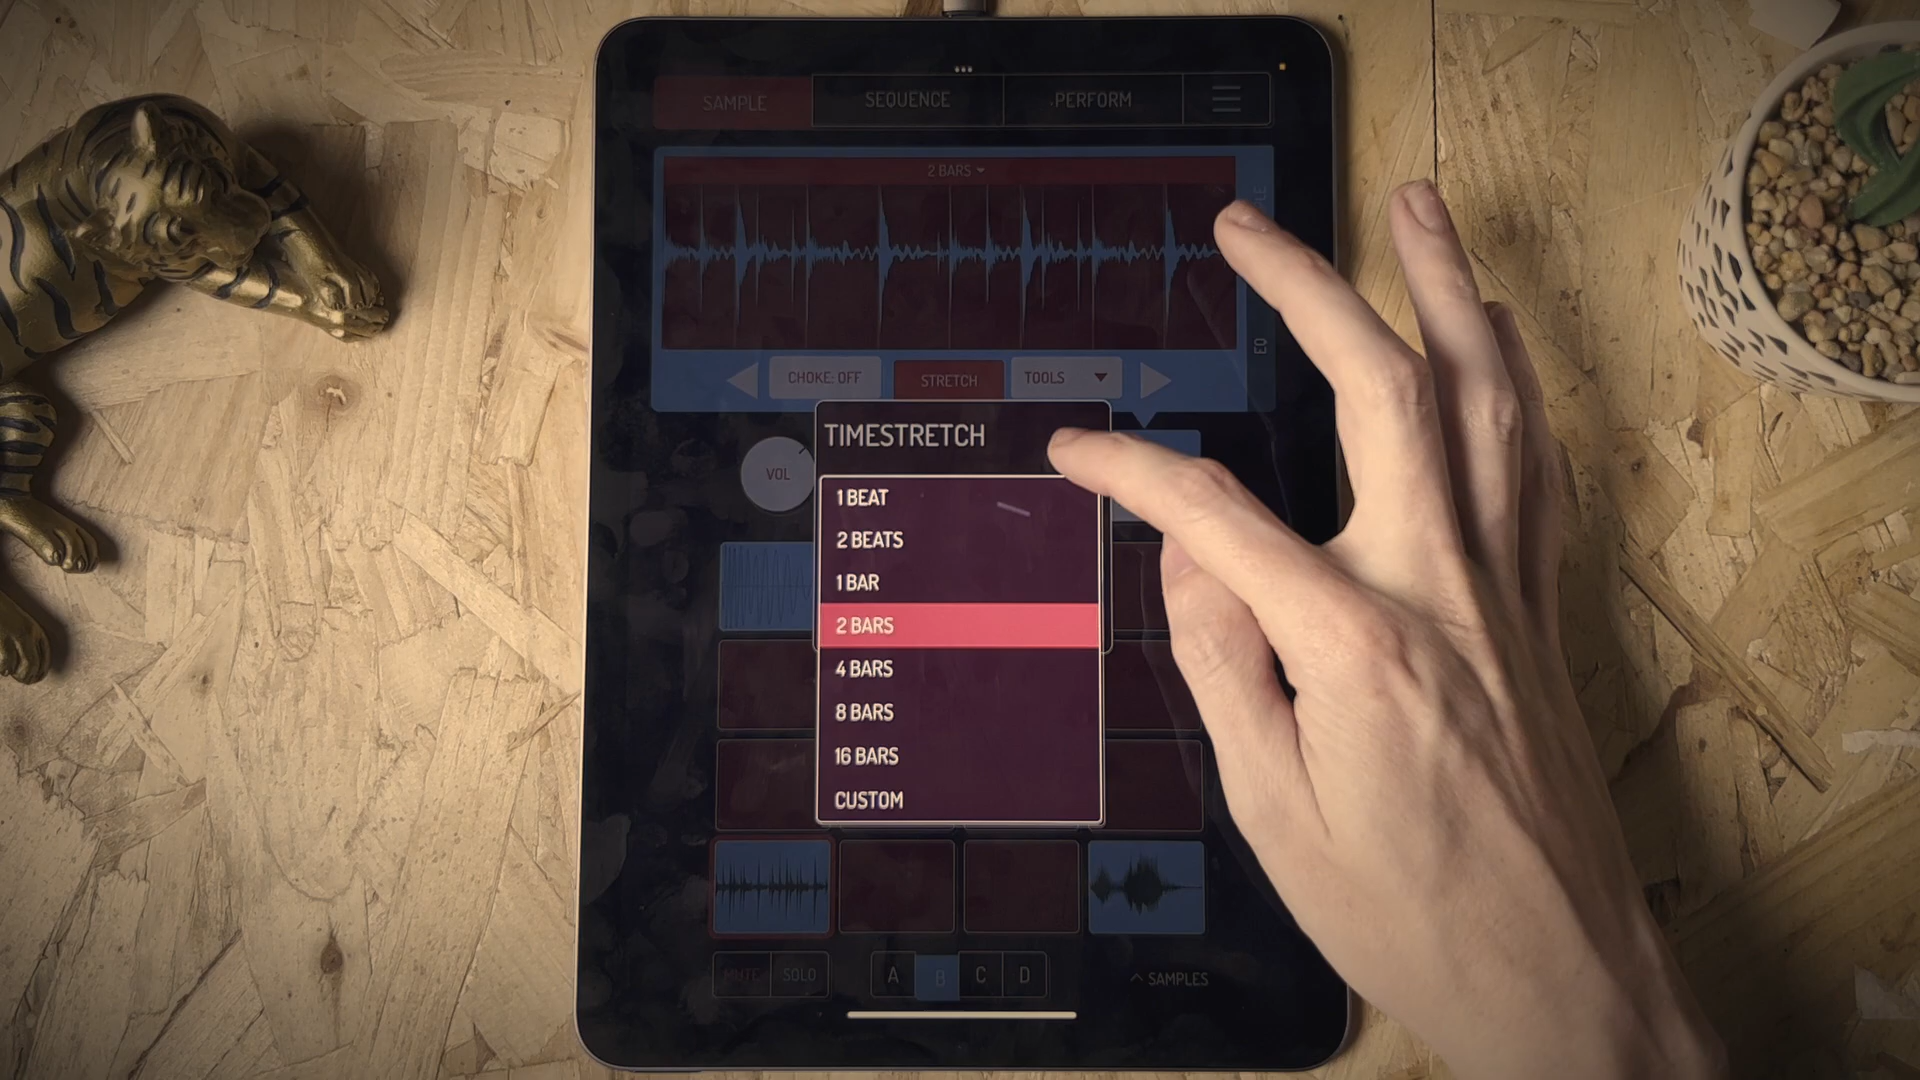 SAMPLE
SEQUENCE
PERFORM
2 BARS
EQ
CHOKE: OFF
STRETCH
TOOLS
VOL
TIMESTRETCH
1 BEAT
2 BEATS
1 BAR
2 BARS
4 BARS
8 BARS
16 BARS
CUSTOM
MUTE
SOLO
A
B
C
D
SAMPLES